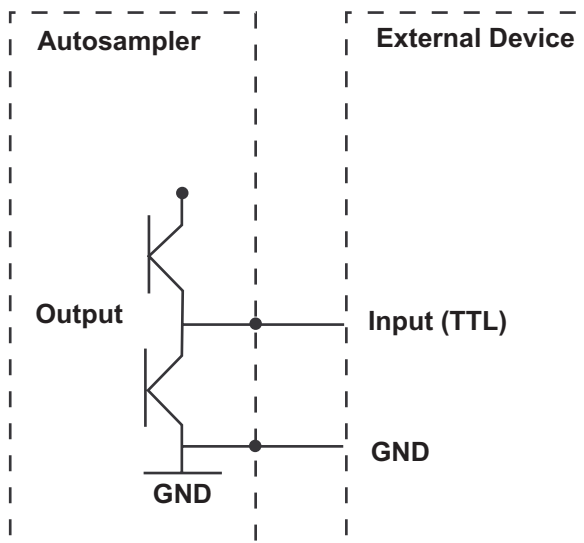 Autosampler
External Device
Output
Input (TTL)
GND
GND